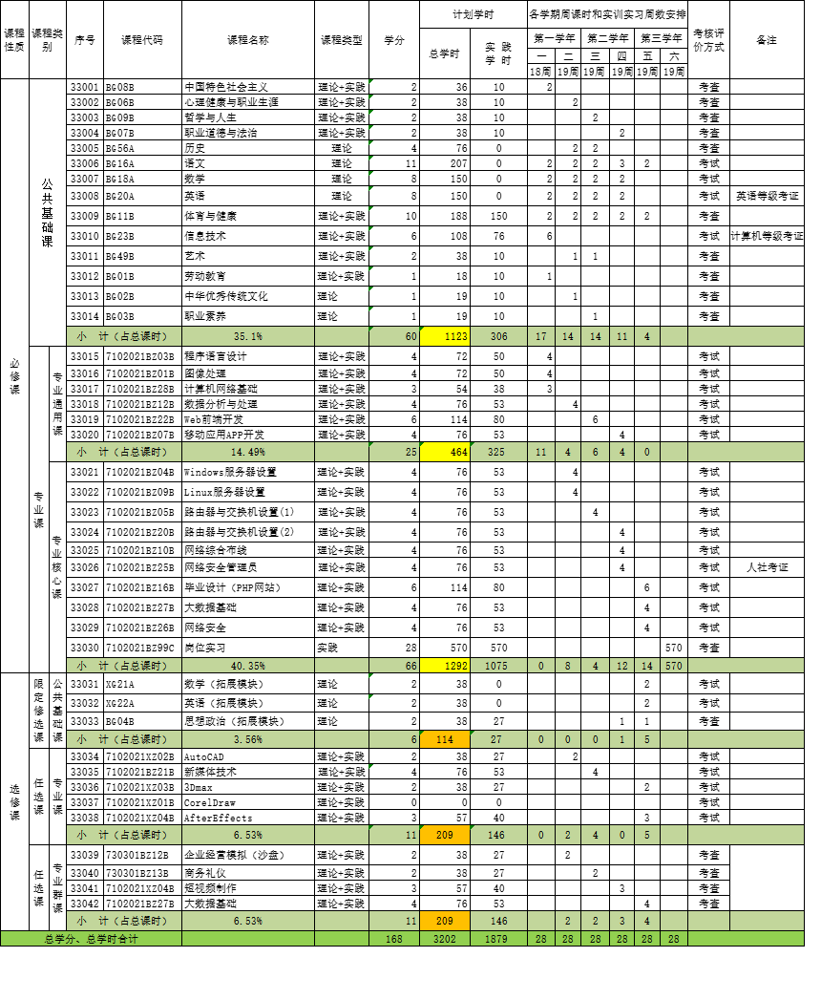 课程性质 课程类别 序号 课程代码 课程名称 课程类型 学分 计划学时 各学期周课时和实训实习周数安排 考核评价方式 备注
总学时 实践学时 第一学年 第二学年 第三学年
一 二 三 四 五 六
18周 19周 19周 19周 19周 19周
必修课
公共基础课
33001 BG08B 中国特色社会主义 理论+实践 2 36 10 2 考查
33002 BG06B 心理健康与职业生涯 理论+实践 2 38 10 2 考查
33003 BG09B 哲学与人生 理论+实践 2 38 10 2 考查
33004 BG07B 职业道德与法治 理论+实践 2 38 10 2 考查
33005 BG56A 历史 理论 4 76 0 2 2 考查
33006 BG16A 语文 理论 11 207 0 2 2 2 3 2 考试
33007 BG18A 数学 理论 8 150 0 2 2 2 2 考试
33008 BG20A 英语 理论 8 150 0 2 2 2 2 考试 英语等级考证
33009 BG11B 体育与健康 理论+实践 10 188 150 2 2 2 2 2 考查
33010 BG23B 信息技术 理论+实践 6 108 76 6 考试 计算机等级考证
33011 BG49B 艺术 理论+实践 2 38 10 1 1 考查
33012 BG01B 劳动教育 理论+实践 1 18 10 1 考查
33013 BG02B 中华优秀传统文化 理论 1 19 10 1 考查
33014 BG03B 职业素养 理论 1 19 10 1 考查
小 计（占总课时） 35.1% 60 1123 306 17 14 14 11 4
专业课
专业通用课
33015 7102021BZ03B 程序语言设计 理论+实践 4 72 50 4 考试
33016 7102021BZ01B 图像处理 理论+实践 4 72 50 4 考试
33017 7102021BZ28B 计算机网络基础 理论+实践 3 54 38 3 考试
33018 7102021BZ12B 数据分析与处理 理论+实践 4 76 53 4 考试
33019 7102021BZ22B Web前端开发 理论+实践 6 114 80 6 考试
33020 7102021BZ07B 移动应用APP开发 理论+实践 4 76 53 4 考试
小 计（占总课时） 14.49% 25 464 325 11 4 6 4 0
专业核心课
33021 7102021BZ04B Windows服务器设置 理论+实践 4 76 53 4 考试
33022 7102021BZ09B Linux服务器设置 理论+实践 4 76 53 4 考试
33023 7102021BZ05B 路由器与交换机设置(1) 理论+实践 4 76 53 4 考试
33024 7102021BZ20B 路由器与交换机设置(2) 理论+实践 4 76 53 4 考试
33025 7102021BZ10B 网络综合布线 理论+实践 4 76 53 4 考试
33026 7102021BZ25B 网络安全管理员 理论+实践 4 76 53 4 考试 人社考证
33027 7102021BZ16B 毕业设计（PHP网站） 理论+实践 6 114 80 6 考试
33028 7102021BZ27B 大数据基础 理论+实践 4 76 53 4 考试
33029 7102021BZ26B 网络安全 理论+实践 4 76 53 4 考试
33030 7102021BZ99C 岗位实习 实践 28 570 570 570 考查
小 计（占总课时） 40.35% 66 1292 1075 0 8 4 12 14 570
选修课
限定修选课
公共基础课
33031 XG21A 数学（拓展模块） 理论 2 38 0 2 考试
33032 XG22A 英语（拓展模块） 理论 2 38 0 2 考试
33033 BG04B 思想政治（拓展模块） 理论 2 38 27 1 1 考查
小 计（占总课时） 3.56% 6 114 27 0 0 0 1 5
任选课
专业课
33034 7102021XZ02B AutoCAD 理论+实践 2 38 27 2 考试
33035 7102021BZ21B 新媒体技术 理论+实践 4 76 53 4 考试
33036 7102021XZ03B 3Dmax 理论+实践 2 38 27 2 考试
33037 7102021XZ01B CorelDraw 理论+实践 0 0 0 考试
33038 7102021XZ04B AfterEffects 理论+实践 3 57 40 3 考试
小 计（占总课时） 6.53% 11 209 146 0 2 4 0 5
任选课
专业群课
33039 730301BZ12B 企业经营模拟（沙盘） 理论+实践 2 38 27 2 考查
33040 730301BZ13B 商务礼仪 理论+实践 2 38 27 2 考查
33041 7102021XZ04B 短视频制作 理论+实践 3 57 40 3 考查
33042 7102021BZ27B 大数据基础 理论+实践 4 76 53 4 考查
小 计（占总课时） 6.53% 11 209 146 2 2 3 4
总学分、总学时合计 168 3202 1879 28 28 28 28 28 28